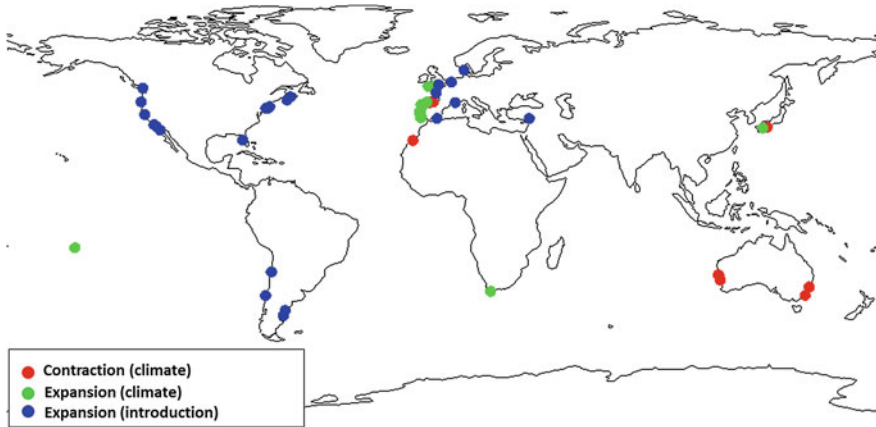 Contraction (climate)
Expansion (climate)
Expansion (introduction)